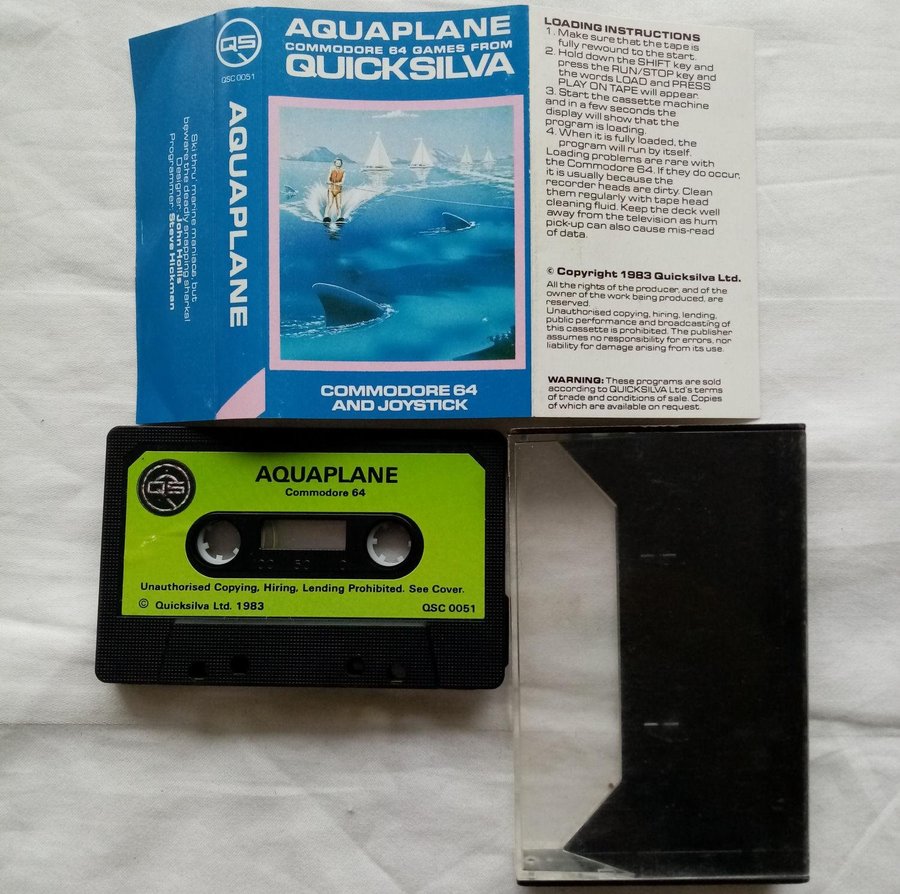 QS
QSC 0051
AQUAPLANE
Ski thru' marine maniacs, but
beware the deadly snapping sharks!
Designer John Hollis
Programmer Steve Hickman
AQUAPLANE
COMMODORE 64 GAMES FROM
QUICKSILVA
COMMODORE 64
AND JOYSTICK
LOADING INSTRUCTIONS
1. Make sure that the tape is
fully rewound to the start.
2. Hold down the SHIFT key and
press the RUN/STOP key and
the words LOAD and PRESS
PLAY ON TAPE will appear.
3. Start the cassette machine
and in a few seconds the
display will show that the
program is loading.
4. When it is fully loaded, the
program will run by itself.
Loading problems are rare with
the Commodore 64. If they do occur,
it is usually because the
recorder heads are dirty. Clean
them regularly with tape head
cleaning fluid. Keep the deck well
away from the television as hum
pick-up can also cause mis-read
of data.
© Copyright 1983 Quicksilva Ltd.
All the rights of the producer, and of the
owner of the work being produced, are
reserved.
Unauthorised copying, hiring, lending,
public performance and broadcasting of
this cassette is prohibited. The publisher
assumes no responsibility for errors, nor
liability for damage arising from its use.
WARNING: These programs are sold
according to QUICKSILVA Ltd's terms
of trade and conditions of sale. Copies
of which are available on request.
QS
AQUAPLANE
Commodore 64
100 50 0
Unauthorised Copying, Hiring, Lending Prohibited. See Cover.
© Quicksilva Ltd. 1983
QSC 0051